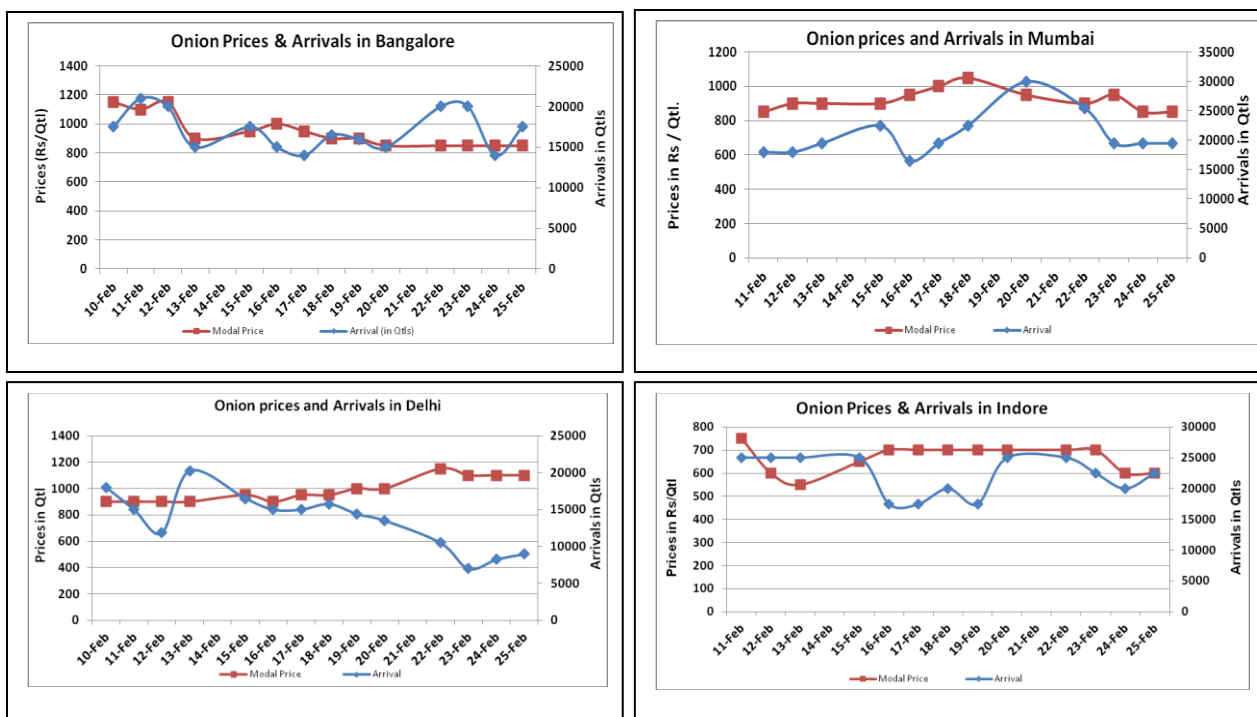 Onion Prices & Arrivals in Bangalore
Prices (Rs/Qtl)
1400
1200
1000
800
600
400
200
0
25000
20000
15000
10000
5000
0
Arrivals in Qtls
10-Feb
11-Feb
12-Feb
13-Feb
14-Feb
15-Feb
16-Feb
17-Feb
18-Feb
19-Feb
20-Feb
21-Feb
22-Feb
23-Feb
24-Feb
25-Feb
Modal Price
Arrival (in Qtls)
Onion prices and Arrivals in Mumbai
Prices in Rs / Qtl.
1200
1000
800
600
400
200
0
35000
30000
25000
20000
15000
10000
5000
0
Arrivals in Qtls
11-Feb
12-Feb
13-Feb
14-Feb
15-Feb
16-Feb
17-Feb
18-Feb
19-Feb
20-Feb
21-Feb
22-Feb
23-Feb
24-Feb
25-Feb
Modal Price
Arrival
Onion prices and Arrivals in Delhi
Prices in Qtl
1400
1200
1000
800
600
400
200
0
25000
20000
15000
10000
5000
0
Arrivals in Qtls
10-Feb
11-Feb
12-Feb
13-Feb
14-Feb
15-Feb
16-Feb
17-Feb
18-Feb
19-Feb
20-Feb
21-Feb
22-Feb
23-Feb
24-Feb
25-Feb
Modal Price
Arrival
Onion Prices & Arrivals in Indore
Prices in Rs/Qtl
800
700
600
500
400
300
200
100
0
30000
25000
20000
15000
10000
5000
0
Arrivals in Qtls
11-Feb
12-Feb
13-Feb
14-Feb
15-Feb
16-Feb
17-Feb
18-Feb
19-Feb
20-Feb
21-Feb
22-Feb
23-Feb
24-Feb
25-Feb
Modal Price
Arrival